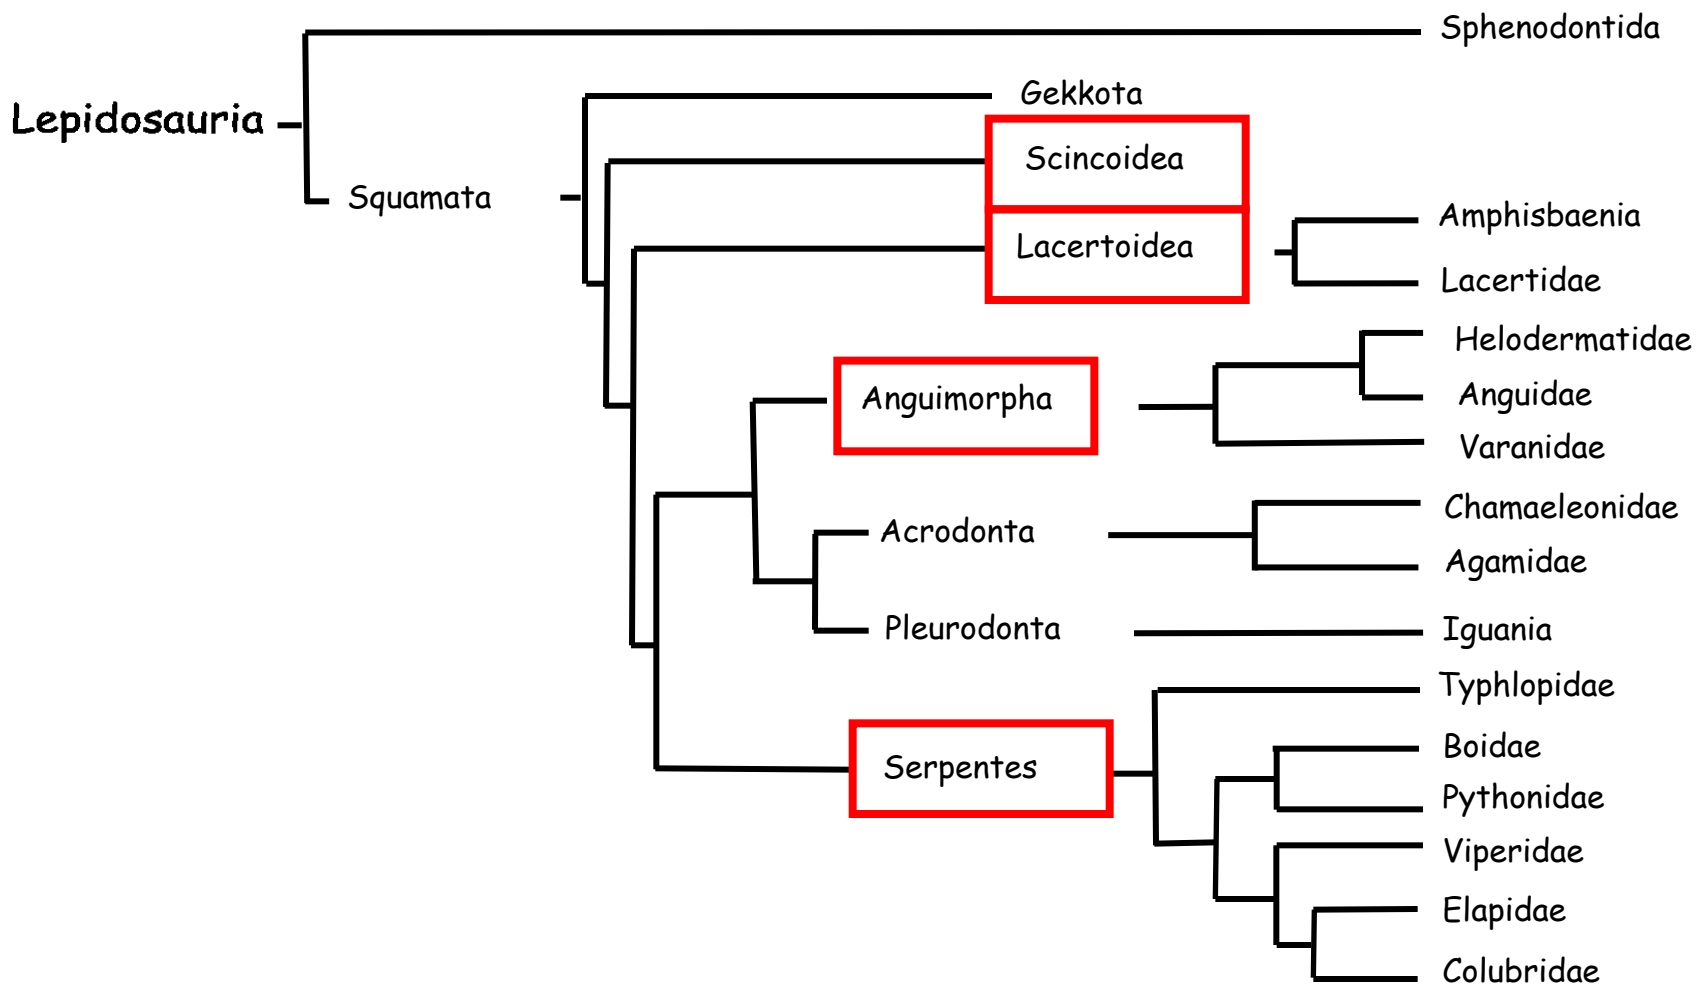 Sphenodontida
Gekkota
Lepidosauria
Scincoidea
Squamata
Amphisbaenia
Lacertoidea
Lacertidae
Helodermatidae
Anguimorpha
Anguidae
Varanidae
Chamaeleonidae
Acrodonta
Agamidae
Pleurodonta
Iguania
Typhlopidae
Boidae
Serpentes
Pythonidae
Viperidae
Elapidae
Colubridae